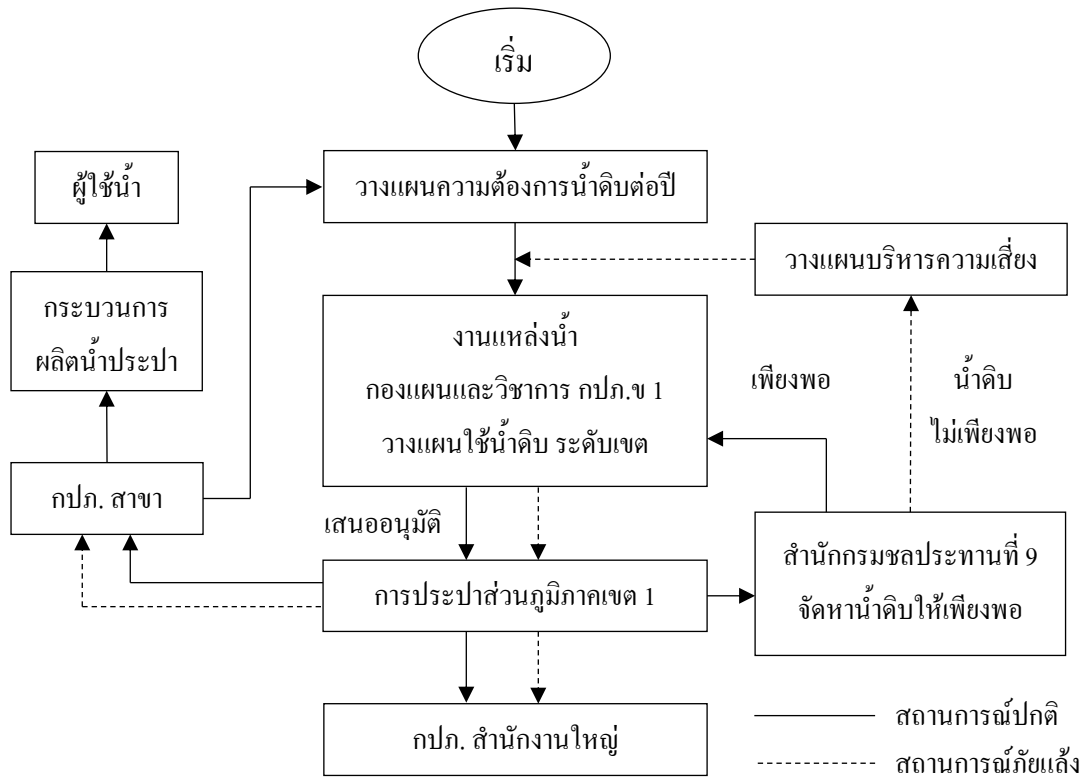 เริ่ม
ผู้ใช้น้ำ
วางแผนความต้องการน้ำดิบต่อปี
วางแผนบริหารความเสี่ยง
กระบวนการ
ผลิตน้ำประปา
งานแหล่งน้ำ
กองแผนและวิชาการ กปภ.ข 1
วางแผนใช้น้ำดิบ ระดับเขต
เพียงพอ
น้ำดิบ
ไม่เพียงพอ
กปภ. สาขา
เสนออนุมัติ
สำนักกรมชลประทานที่ 9
จัดหาน้ำดิบให้เพียงพอ
การประปาส่วนภูมิภาคเขต 1
กปภ. สำนักงานใหญ่
สถานการณ์ปกติ
สถานการณ์ภัยแล้ง